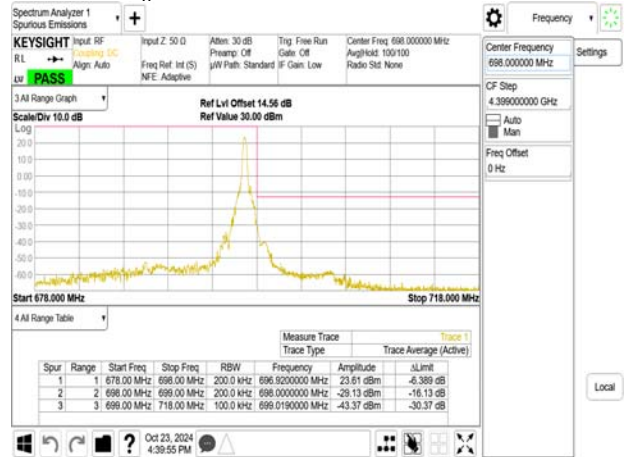 Spectrum Analyzer 1
Spurious Emissions
Frequency
KEYSIGHT
Input: RF
Coupling: DC
Align: Auto
Input Z: 50 Ω
Freq Ref: Int (S)
NFE: Adaptive
Atten: 30 dB
Preamp: Off
µW Path: Standard
Trig: Free Run
Gate: Off
IF Gain: Low
Center Freq: 698.000000 MHz
Avg|Hold: 100/100
Radio Std: None
RL
PASS
Center Frequency
698.000000 MHz
Settings
CF Step
4.399000000 GHz
Auto
Man
Freq Offset
0 Hz
Local
3 All Range Graph
Scale/Div 10.0 dB
Ref Lvl Offset 14.56 dB
Ref Value 30.00 dBm
Log
20.0
10.0
0.00
-10.0
-20.0
-30.0
-40.0
-50.0
-60.0
Start 678.000 MHz
Stop 718.000 MHz
4 All Range Table
Measure Trace Trace 1
Trace Type Trace Average (Active)
Spur Range Start Freq Stop Freq RBW Frequency Amplitude ΔLimit
1 1 678.00 MHz 698.00 MHz 200.0 kHz 696.9200000 MHz 23.61 dBm -6.389 dB
2 2 698.00 MHz 699.00 MHz 200.0 kHz 698.0000000 MHz -29.13 dBm -16.13 dB
3 3 699.00 MHz 718.00 MHz 100.0 kHz 699.0190000 MHz -43.37 dBm -30.37 dB
Oct 23, 2024
4:39:55 PM